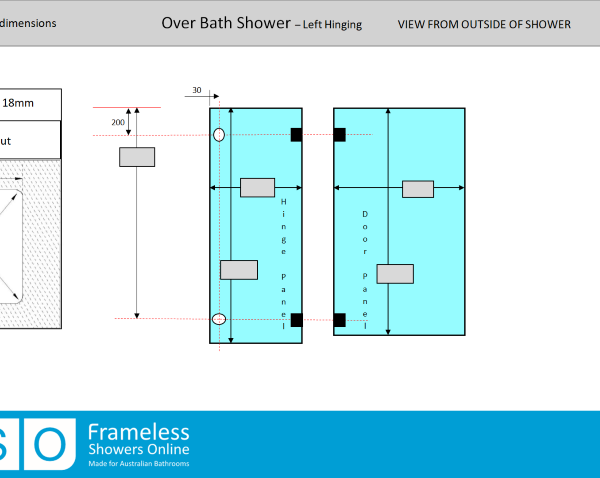 dimensions
Over Bath Shower – Left Hinging
VIEW FROM OUTSIDE OF SHOWER
18mm
ut
30
200
Hinge Panel
Door Panel
SO
Frameless
Showers Online
Made for Australian Bathrooms